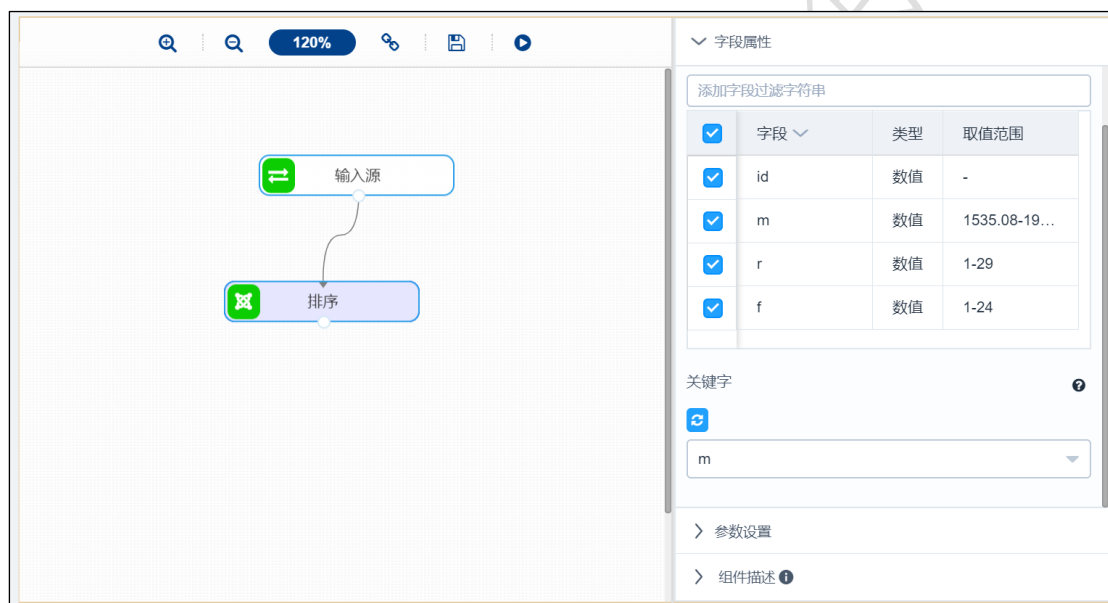 120%
输入源
排序
字段属性
添加字段过滤字符串
字段 类型 取值范围
id 数值 -
m 数值 1535.08-19...
r 数值 1-29
f 数值 1-24
关键字
m
参数设置
组件描述